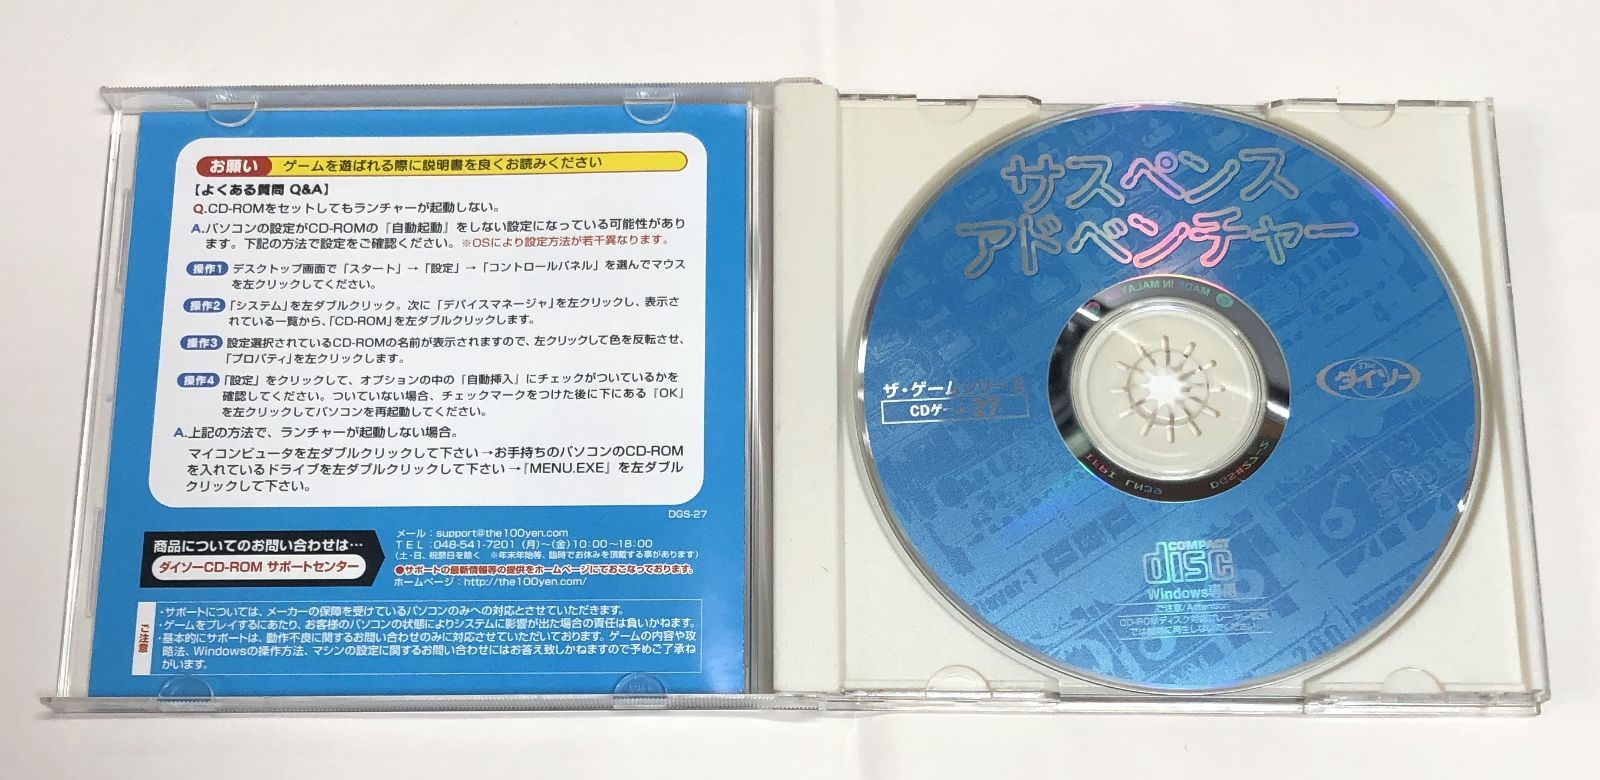 お願い ゲームを遊ばれる際に説明書を良くお読みください
【よくある質問 Q&A】
Q.CD-ROMをセットしてもランチャーが起動しない。
A.パソコンの設定がCD-ROMの『自動起動』をしない設定になっている可能性があり
ます。下記の方法で設定をご確認ください。※OSにより設定方法が若干異なります。
操作1 デスクトップ画面で「スタート」→「設定」→「コントロールパネル」を選んでマウス
を左クリックしてください。
操作2 「システム」を左ダブルクリック。次に「デバイスマネージャ」を左クリックし、表示さ
れている一覧から、「CD-ROM」を左ダブルクリックします。
操作3 設定選択されているCD-ROMの名前が表示されますので、左クリックして色を反転させ、
「プロパティ」を左クリックします。
操作4 「設定」をクリックして、オプションの中の『自動挿入』にチェックがついているかを
確認してください。ついていない場合、チェックマークをつけた後に下にある『OK』
を左クリックしてパソコンを再起動してください。
A.上記の方法で、ランチャーが起動しない場合。
マイコンピュータを左ダブルクリックして下さい→お手持ちのパソコンのCD-ROM
を入れているドライブを左ダブルクリックして下さい→『MENU.EXE』を左ダブル
クリックして下さい。
DGS-27
商品についてのお問い合わせは…
ダイソーCD-ROM サポートセンター
メール：support@the100yen.com
TEL：048-541-7201（月）〜（金）10:00〜18:00
（土・日、祝祭日を除く ※年末年始等、臨時でお休みを頂戴する事があります）
●サポートの最新情報等の提供をホームページにておこなっております。
ホームページ：http://the100yen.com/
ご注意
・サポートについては、メーカーの保障を受けているパソコンのみへの対応とさせていただきます。
・ゲームをプレイするにあたり、お客様のパソコンの状態によりシステムに影響が出た場合の責任は負いかねます。
・基本的にサポートは、動作不良に関するお問い合わせのみに対応させていただいております。ゲームの内容や攻
略法、Windowsの操作方法、マシンの設定に関するお問い合わせにはお答え致しかねますので予めご了承ね
がいます。
サスペンス
アドベンチャー
MADE IN MALAY
ザ・ゲームシリーズ
CDゲーム 27
The ダイソー
IFPI LN39
DGS#27-2
COMPACT
disc
Windows専用
ご注意/Attention
CD-ROMディスク対応プレーヤー以外
では絶対に再生しないでください。